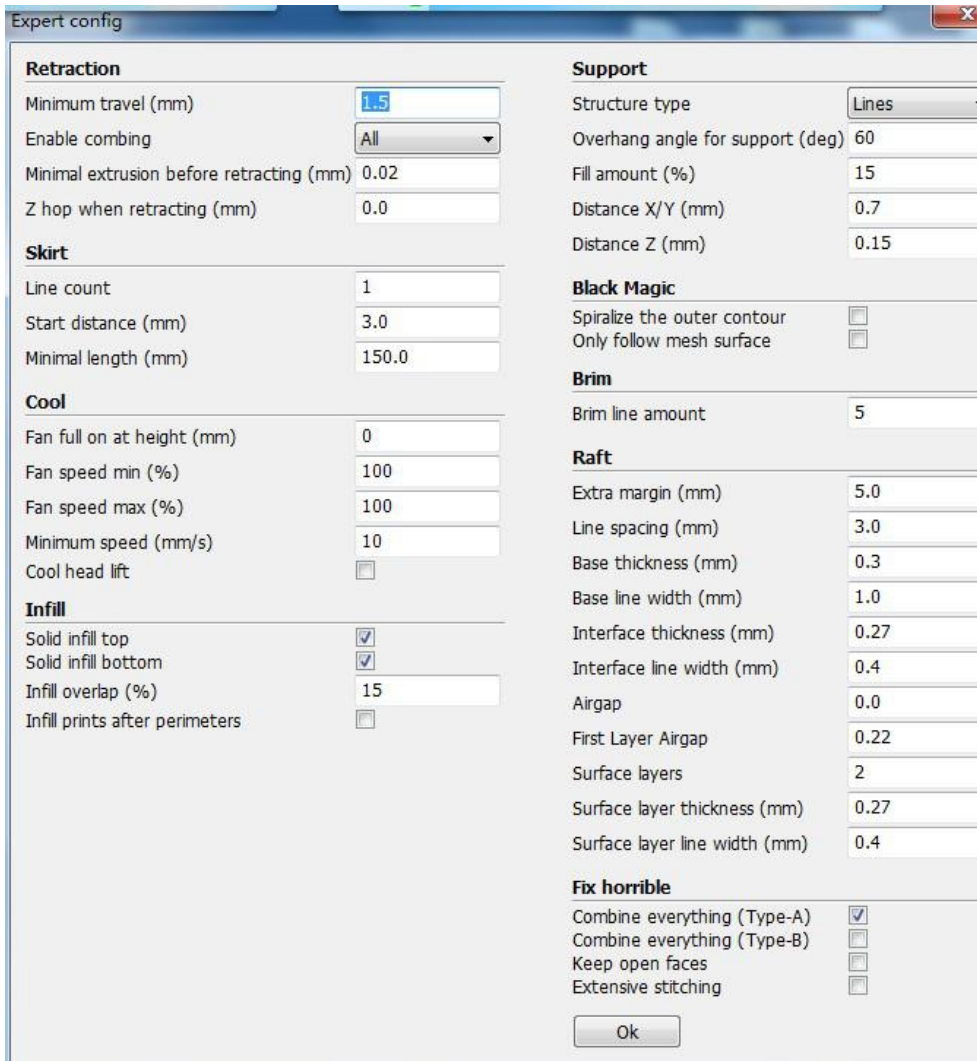 Expert config
Retraction
Minimum travel (mm) 1.5
Enable combing All
Minimal extrusion before retracting (mm) 0.02
Z hop when retracting (mm) 0.0
Skirt
Line count 1
Start distance (mm) 3.0
Minimal length (mm) 150.0
Cool
Fan full on at height (mm) 0
Fan speed min (%) 100
Fan speed max (%) 100
Minimum speed (mm/s) 10
Cool head lift
Infill
Solid infill top
Solid infill bottom
Infill overlap (%) 15
Infill prints after perimeters
Support
Structure type Lines
Overhang angle for support (deg) 60
Fill amount (%) 15
Distance X/Y (mm) 0.7
Distance Z (mm) 0.15
Black Magic
Spiralize the outer contour
Only follow mesh surface
Brim
Brim line amount 5
Raft
Extra margin (mm) 5.0
Line spacing (mm) 3.0
Base thickness (mm) 0.3
Base line width (mm) 1.0
Interface thickness (mm) 0.27
Interface line width (mm) 0.4
Airgap 0.0
First Layer Airgap 0.22
Surface layers 2
Surface layer thickness (mm) 0.27
Surface layer line width (mm) 0.4
Fix horrible
Combine everything (Type-A)
Combine everything (Type-B)
Keep open faces
Extensive stitching
Ok